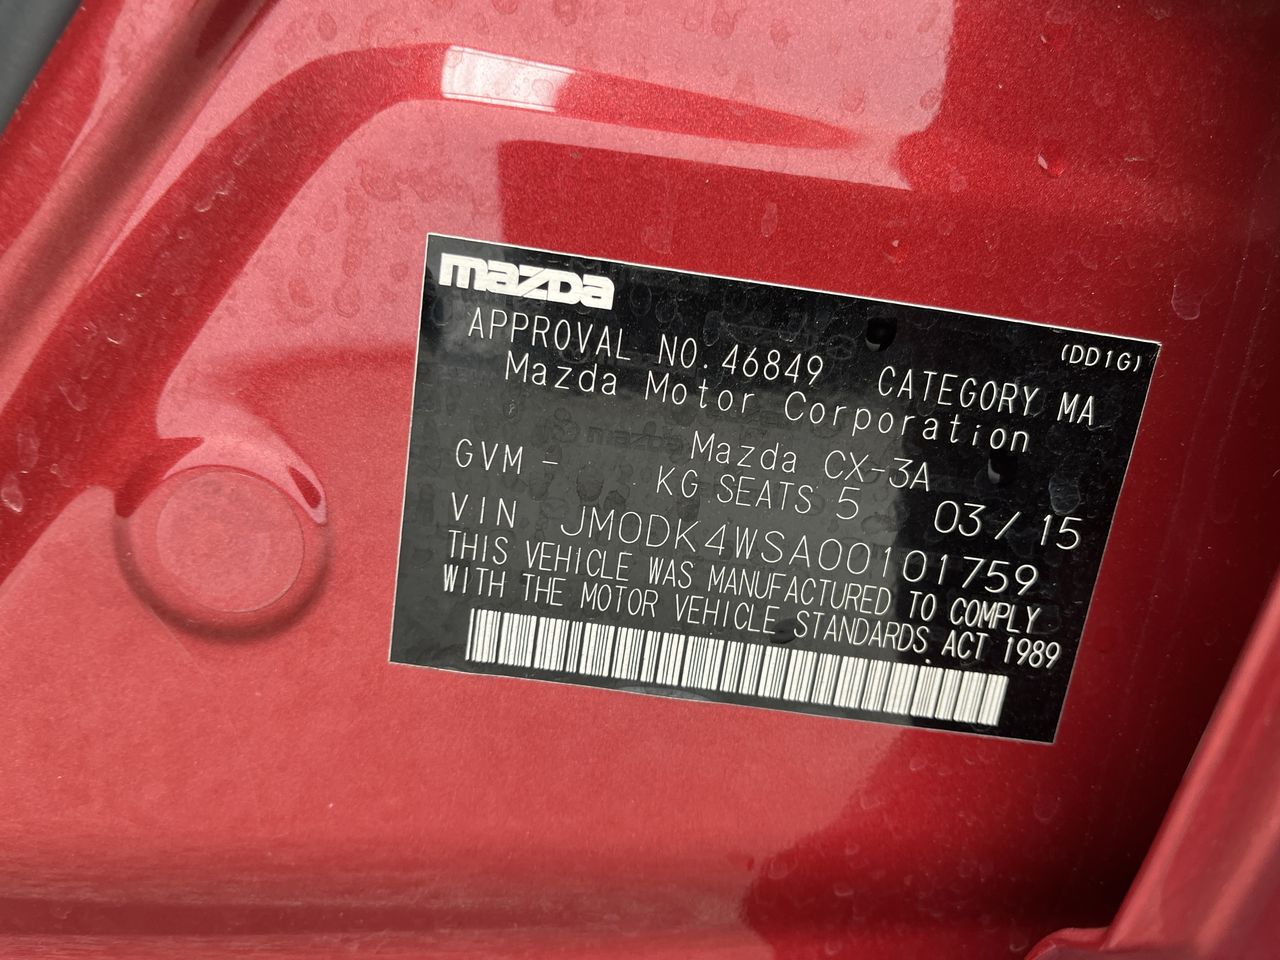 mazda
(DD1G)
APPROVAL NO.46849 CATEGORY MA
Mazda Motor Corporation
Mazda CX-3A
GVM - KG SEATS 5 03/15
VIN JM0DK4WSA00101759
THIS VEHICLE WAS MANUFACTURED TO COMPLY
WITH THE MOTOR VEHICLE STANDARDS ACT 1989